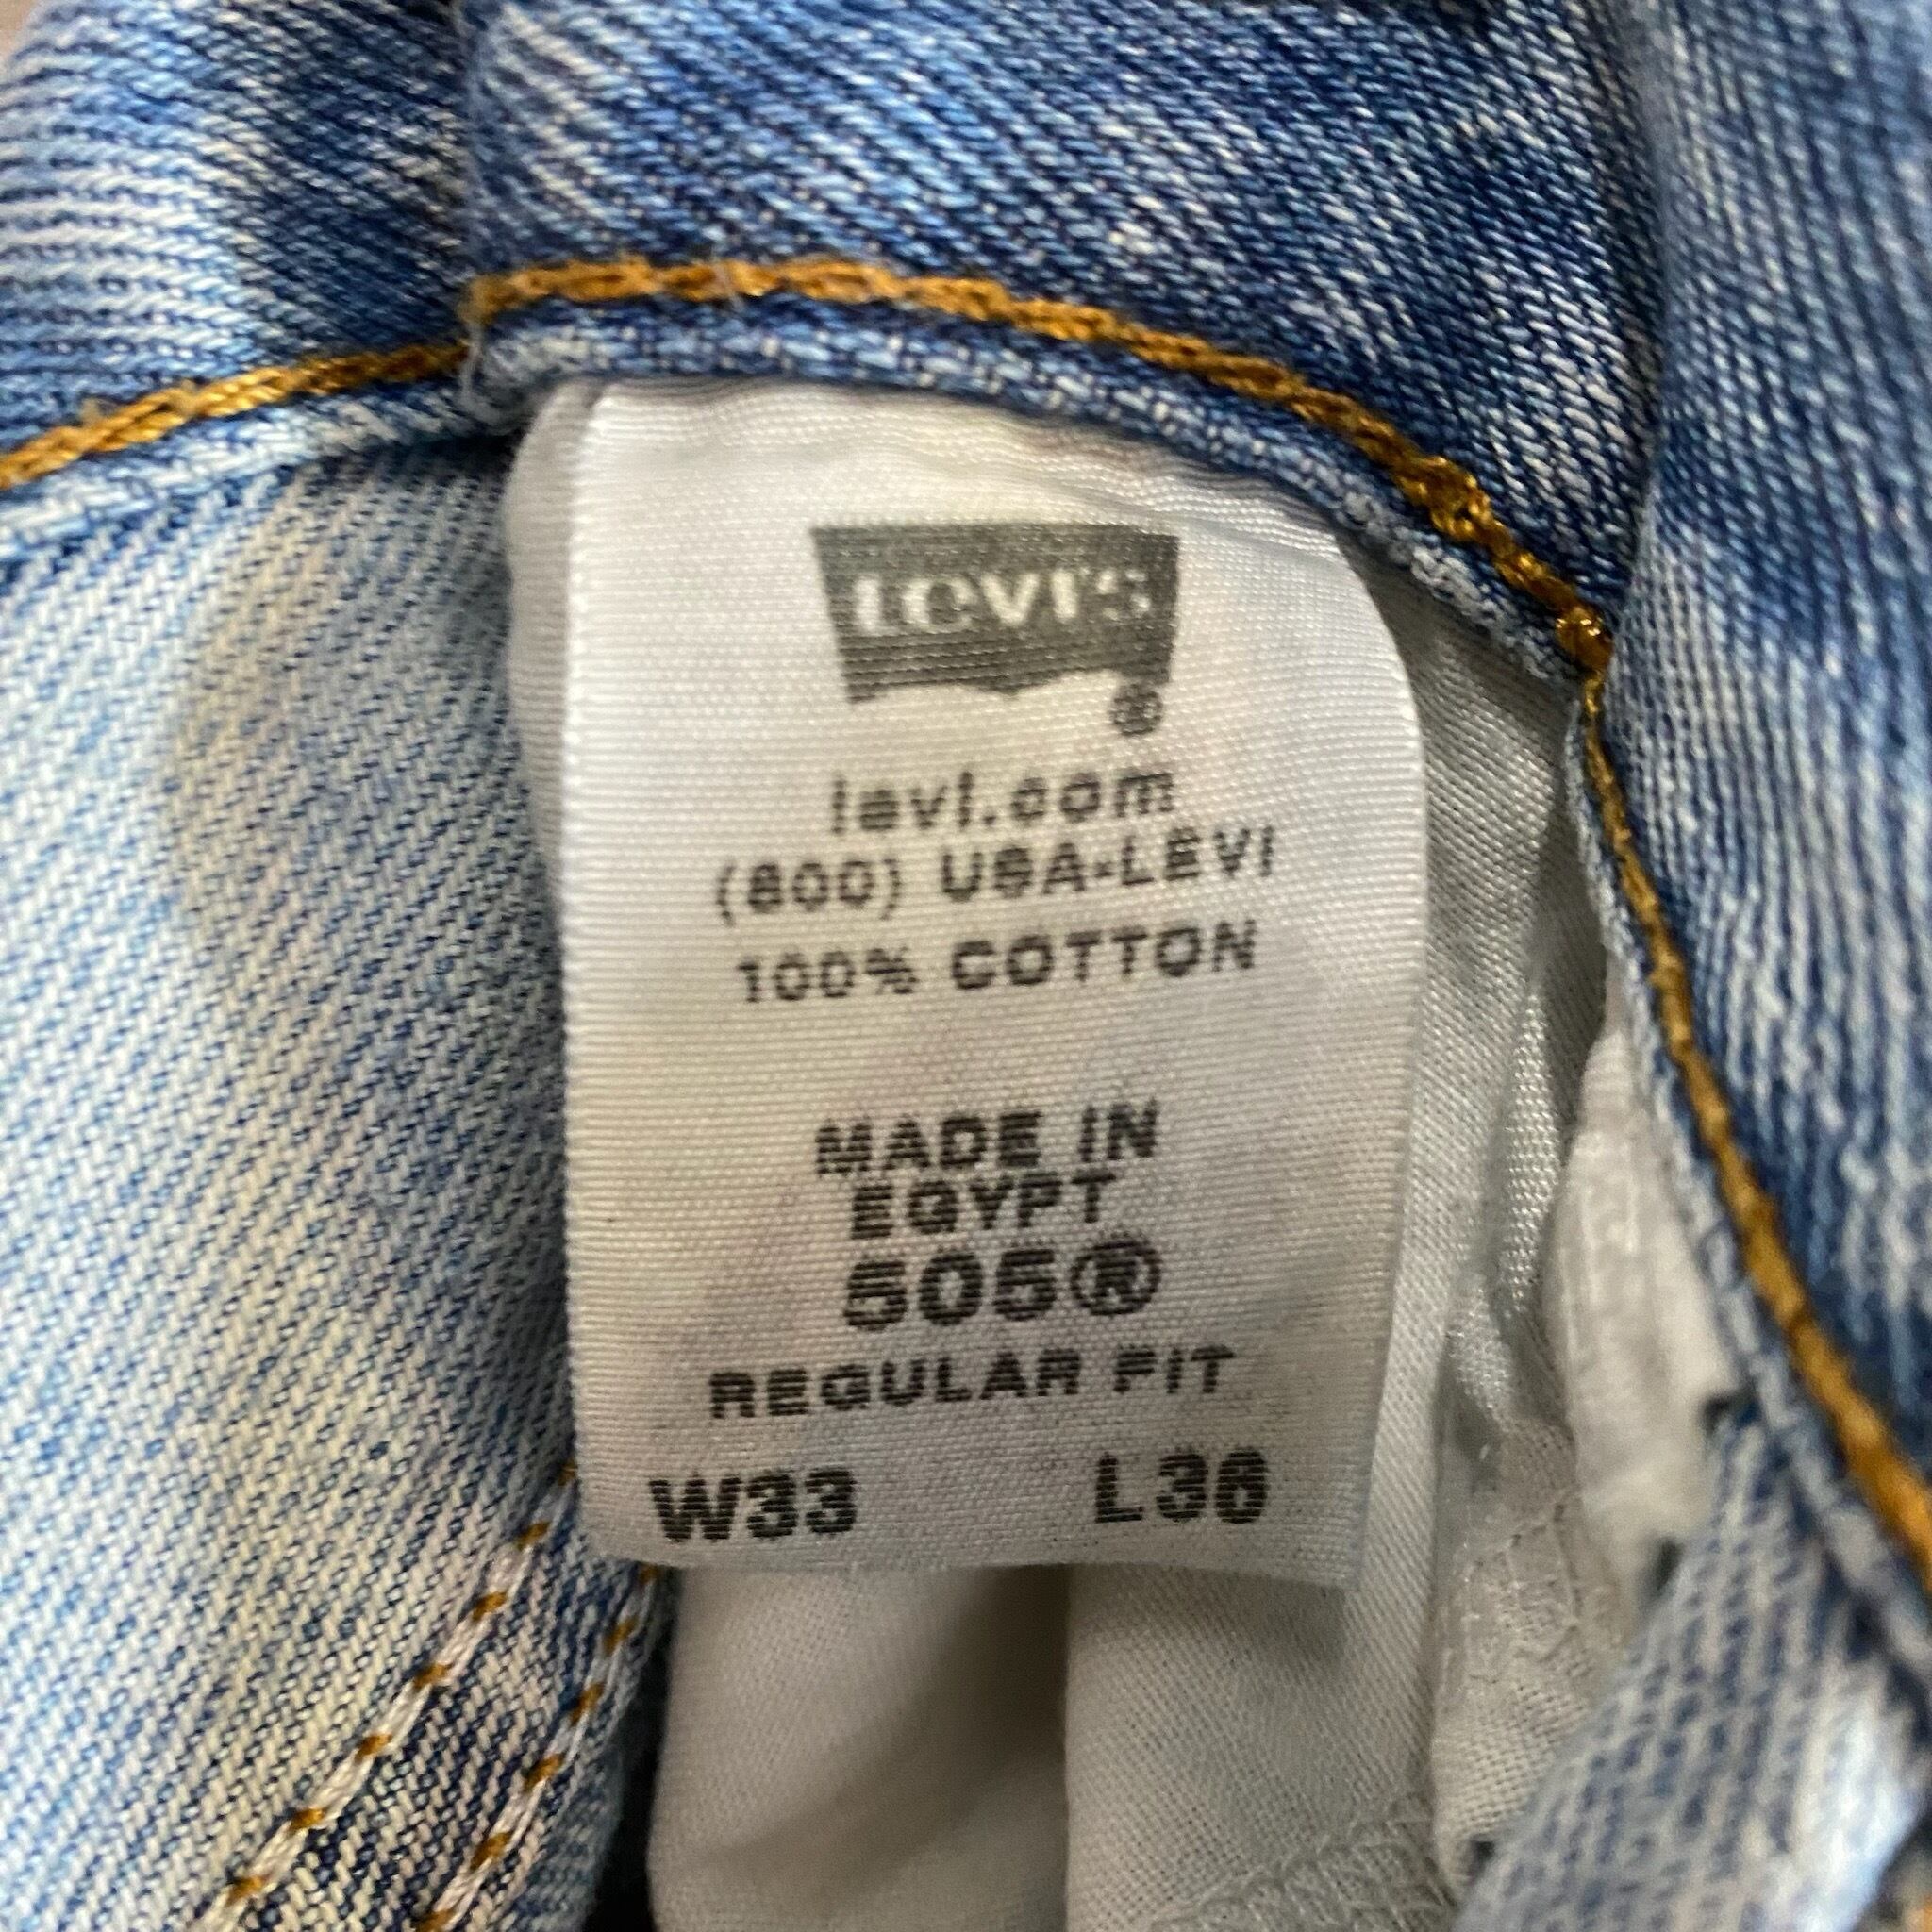 Levi's
®
levi.com
(800) USA-LEVI
100% COTTON
MADE IN
EGYPT
505®
REGULAR FIT
W33 L36